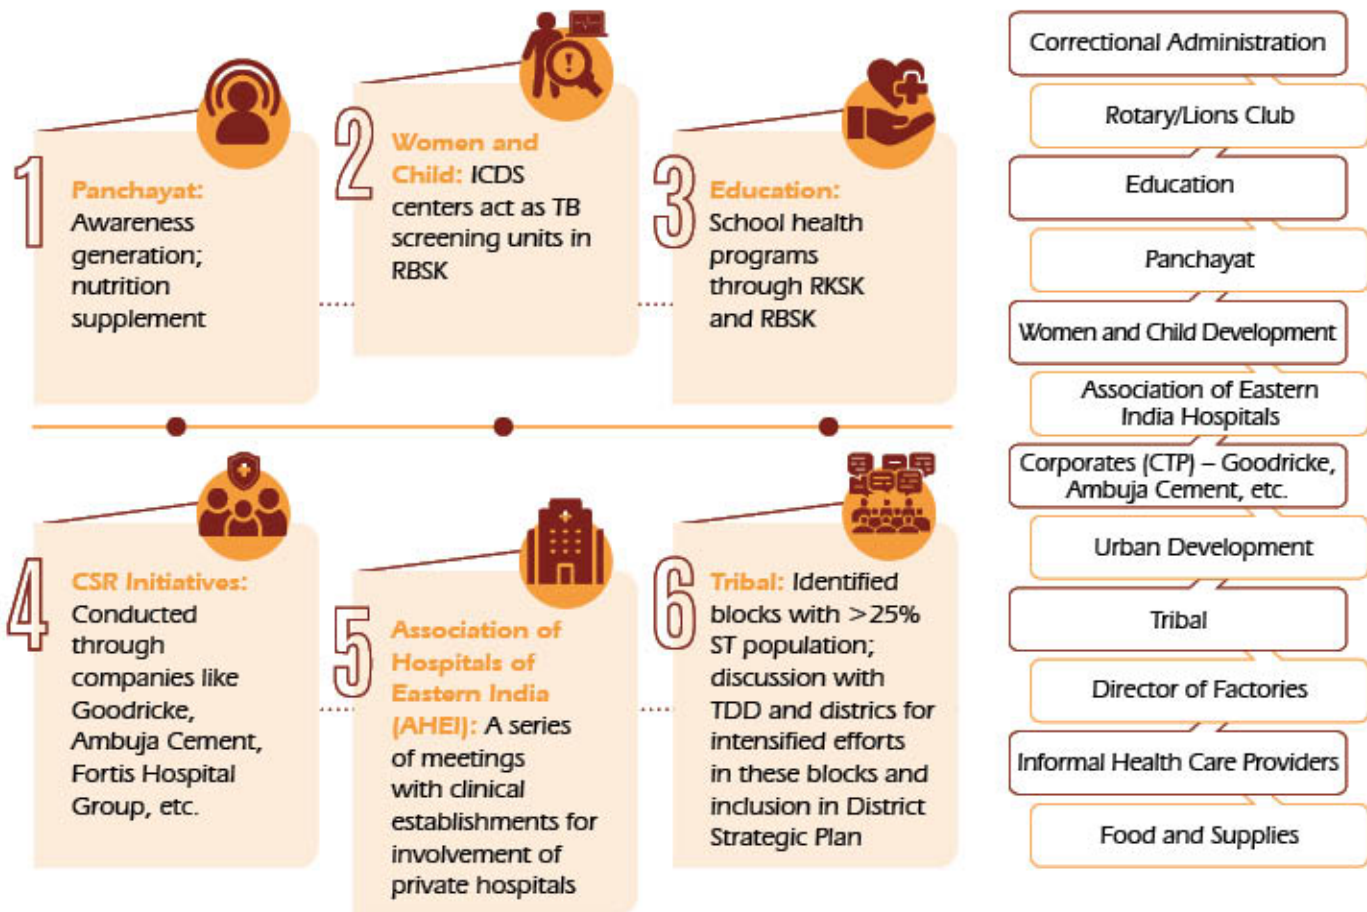 1
Panchayat:
Awareness
generation;
nutrition
supplement
2
Women and
Child: ICDS
centers act as TB
screening units in
RBSK
3
Education:
School health
programs
through RKSK
and RBSK
4
CSR Initiatives:
Conducted
through
companies like
Goodricke,
Ambuja Cement,
Fortis Hospital
Group, etc.
5
Association of
Hospitals of
Eastern India
(AHEI): A series
of meetings
with clinical
establishments for
involvement of
private hospitals
6
Tribal: Identified
blocks with >25%
ST population;
discussion with
TDD and districs for
intensified efforts
in these blocks and
inclusion in District
Strategic Plan
Correctional Administration
Rotary/Lions Club
Education
Panchayat
Women and Child Development
Association of Eastern
India Hospitals
Corporates (CTP) – Goodricke,
Ambuja Cement, etc.
Urban Development
Tribal
Director of Factories
Informal Health Care Providers
Food and Supplies